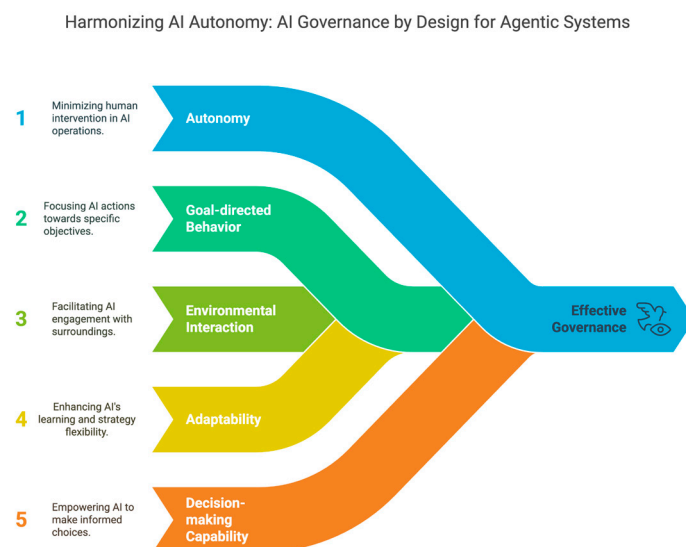 Harmonizing AI Autonomy: AI Governance by Design for Agentic Systems
1
Minimizing human
intervention in AI
operations.
Autonomy
2
Focusing AI actions
towards specific
objectives.
Goal-directed
Behavior
3
Facilitating AI
engagement with
surroundings.
Environmental
Interaction
Effective
Governance
4
Enhancing AI's
learning and strategy
flexibility.
Adaptability
5
Empowering AI to
make informed
choices.
Decision-
making
Capability